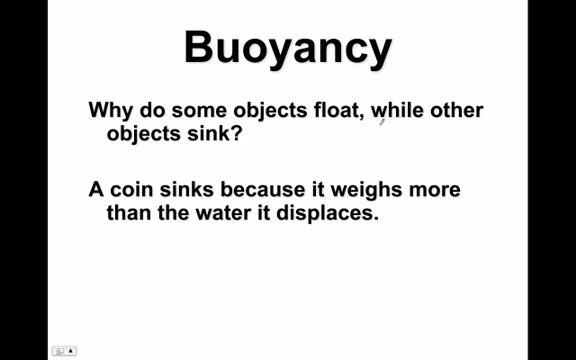 Buoyancy
Why do some objects float, while other
objects sink?
A coin sinks because it weighs more
than the water it displaces.